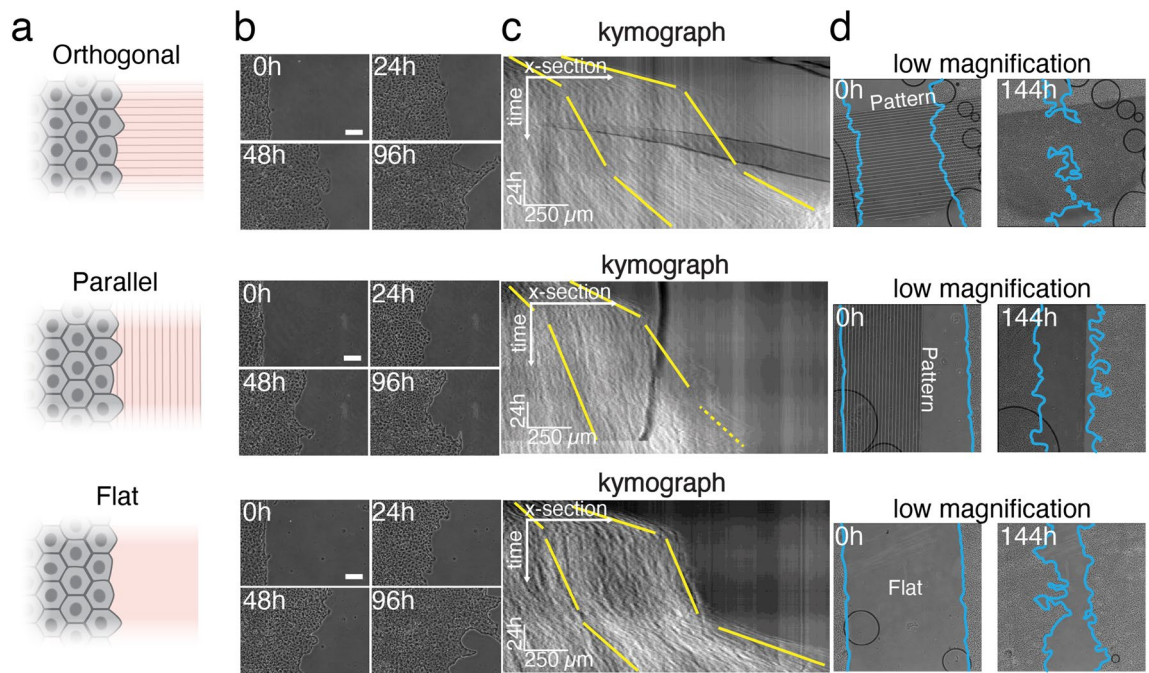 a
Orthogonal
b
0h
24h
48h
96h
c
kymograph
x-section
time
24h
250 µm
d
low magnification
0h
Pattern
144h
Parallel
0h
24h
48h
96h
kymograph
x-section
time
24h
250 µm
low magnification
0h
Pattern
144h
Flat
0h
24h
48h
96h
kymograph
x-section
time
24h
250 µm
low magnification
0h
Flat
144h